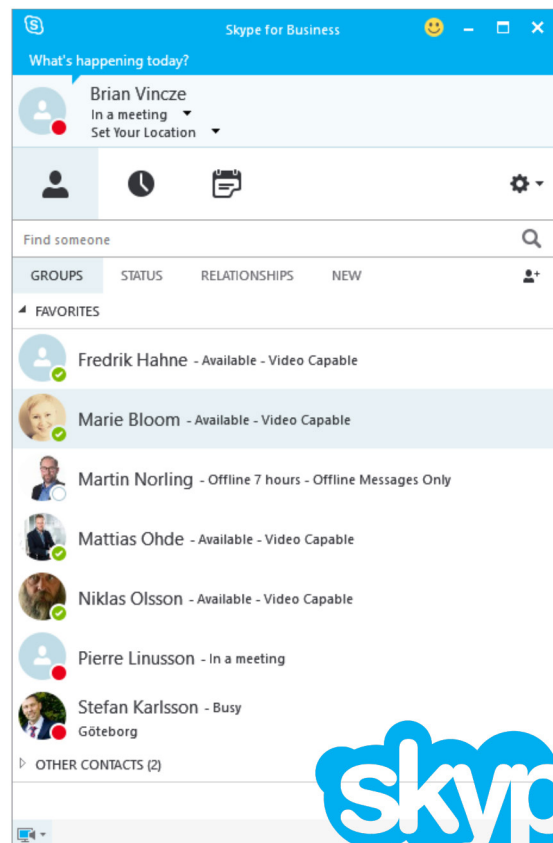 Skype for Business
What's happening today?
Brian Vincze
In a meeting
Set Your Location
Find someone
GROUPS STATUS RELATIONSHIPS NEW
FAVORITES
Fredrik Hahne - Available - Video Capable
Marie Bloom - Available - Video Capable
Martin Norling - Offline 7 hours - Offline Messages Only
Mattias Ohde - Available - Video Capable
Niklas Olsson - Available - Video Capable
Pierre Linusson - In a meeting
Stefan Karlsson - Busy
Göteborg
OTHER CONTACTS (2)
skyp